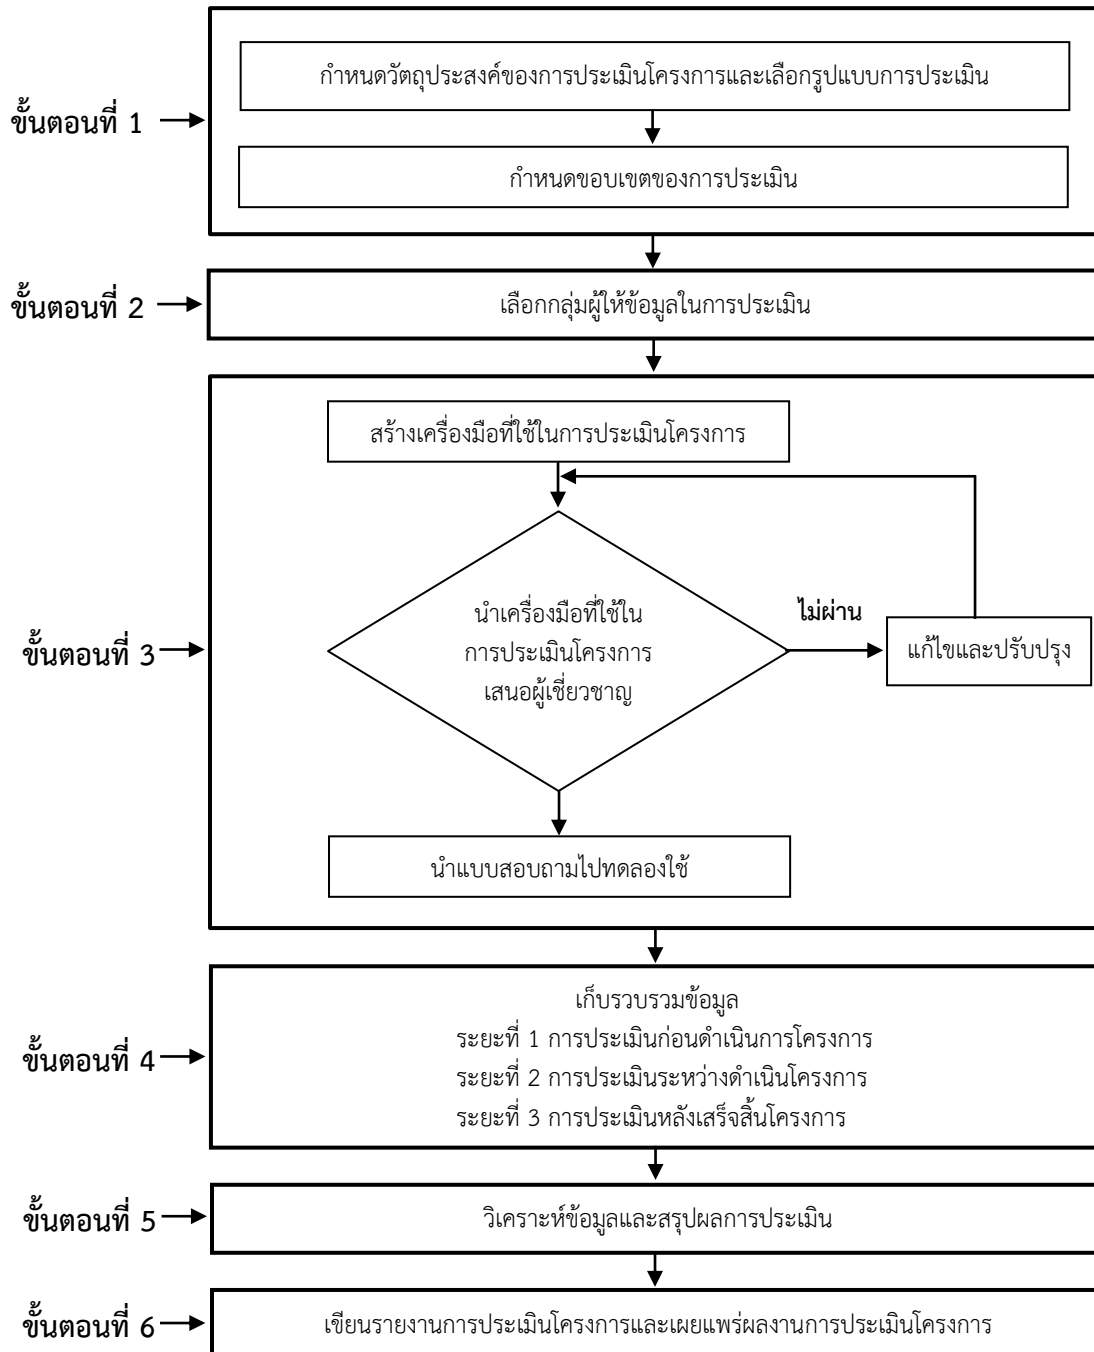 กำหนดวัตถุประสงค์ของการประเมินโครงการและเลือกรูปแบบการประเมิน
ขั้นตอนที่ 1
กำหนดขอบเขตของการประเมิน
ขั้นตอนที่ 2
เลือกกลุ่มผู้ให้ข้อมูลในการประเมิน
สร้างเครื่องมือที่ใช้ในการประเมินโครงการ
ขั้นตอนที่ 3
นำเครื่องมือที่ใช้ใน
การประเมินโครงการ
เสนอผู้เชี่ยวชาญ
ไม่ผ่าน
แก้ไขและปรับปรุง
นำแบบสอบถามไปทดลองใช้
ขั้นตอนที่ 4
เก็บรวบรวมข้อมูล
ระยะที่ 1 การประเมินก่อนดำเนินการโครงการ
ระยะที่ 2 การประเมินระหว่างดำเนินโครงการ
ระยะที่ 3 การประเมินหลังเสร็จสิ้นโครงการ
ขั้นตอนที่ 5
วิเคราะห์ข้อมูลและสรุปผลการประเมิน
ขั้นตอนที่ 6
เขียนรายงานการประเมินโครงการและเผยแพร่ผลงานการประเมินโครงการ